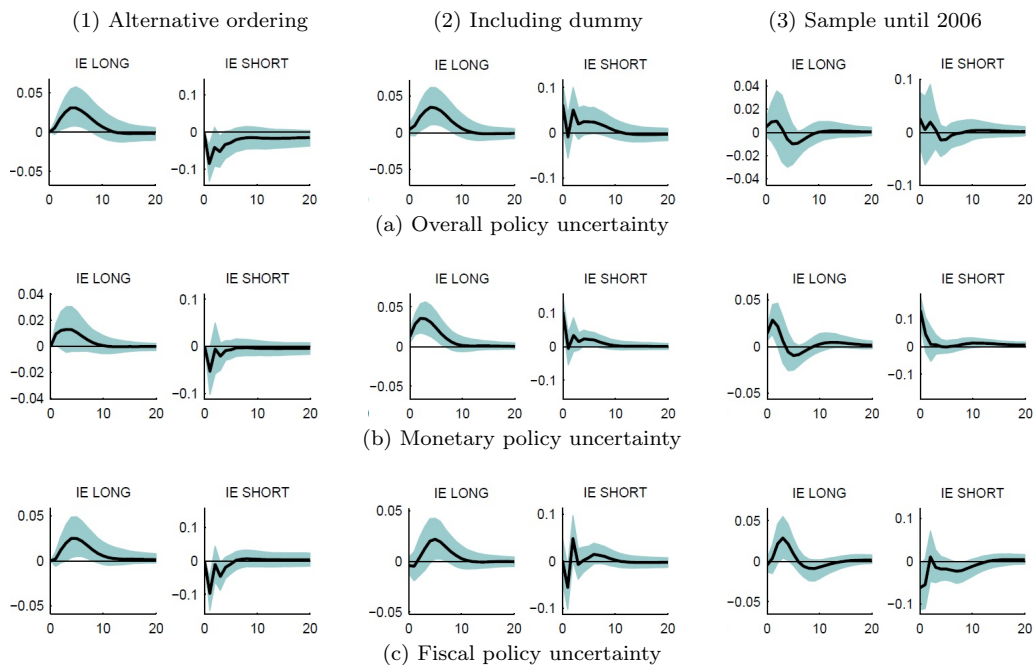 (1) Alternative ordering (2) Including dummy (3) Sample until 2006
IE LONG IE SHORT IE LONG IE SHORT IE LONG IE SHORT
0.05 0 −0.05 0.1 0 −0.1 0.05 0 −0.05 0.1 0 −0.1 0.04 0.02 0 −0.02 −0.04 0.1 0 −0.1
0 10 20 0 10 20 0 10 20 0 10 20 0 10 20 0 10 20
(a) Overall policy uncertainty
IE LONG IE SHORT IE LONG IE SHORT IE LONG IE SHORT
0.04 0.02 0 −0.02 −0.04 0.1 0 −0.1 0.05 0 −0.05 0.1 0 −0.1 0.05 0 −0.05 0.1 0 −0.1
0 10 20 0 10 20 0 10 20 0 10 20 0 10 20 0 10 20
(b) Monetary policy uncertainty
IE LONG IE SHORT IE LONG IE SHORT IE LONG IE SHORT
0.05 0 −0.05 0.1 0 −0.1 0.05 0 −0.05 0.1 0 −0.1 0.05 0 −0.05 0.1 0 −0.1
0 10 20 0 10 20 0 10 20 0 10 20 0 10 20 0 10 20
(c) Fiscal policy uncertainty